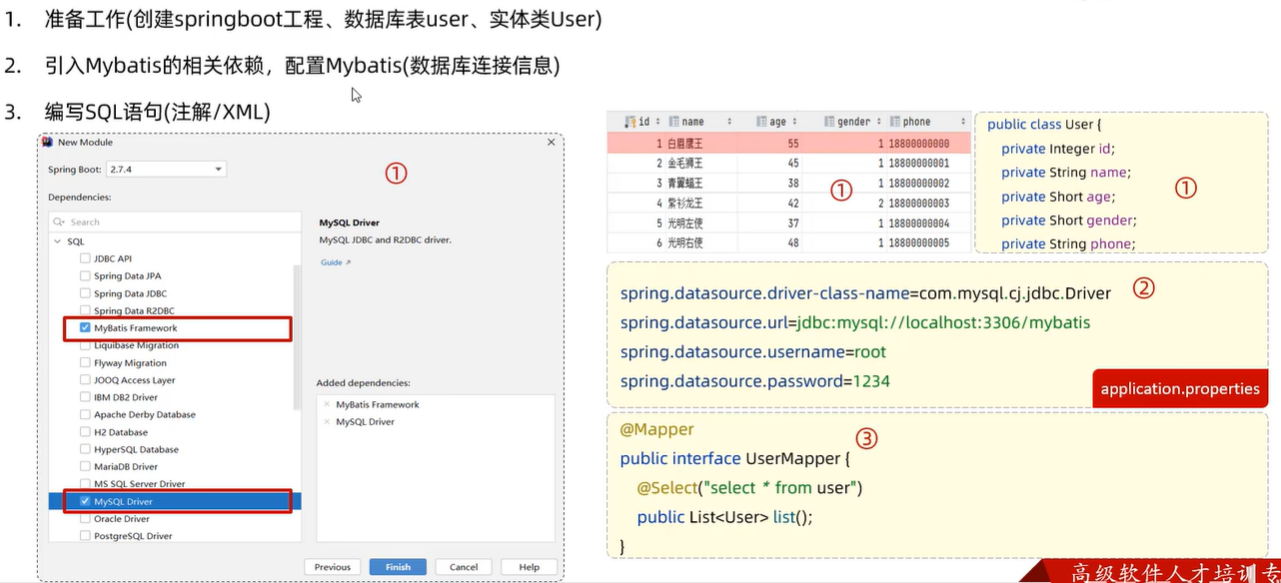 1. 准备工作(创建springboot工程、数据库表user、实体类User)
2. 引入Mybatis的相关依赖，配置Mybatis(数据库连接信息)
3. 编写SQL语句(注解/XML)
New Module
Spring Boot: 2.7.4
①
Dependencies:
Search
SQL
JDBC API
Spring Data JPA
Spring Data JDBC
Spring Data R2DBC
MyBatis Framework
Liquibase Migration
Flyway Migration
JOOQ Access Layer
IBM DB2 Driver
Apache Derby Database
H2 Database
HyperSQL Database
MariaDB Driver
MS SQL Server Driver
MySQL Driver
Oracle Driver
PostgreSQL Driver
MySQL Driver
MySQL JDBC and R2DBC driver.
Guide
Added dependencies:
MyBatis Framework
MySQL Driver
Previous Finish Cancel Help
id name age gender phone
1 白眉鹰王 55 1 18800000000
2 金毛狮王 45 1 18800000001
3 青翼蝠王 38 1 18800000002
4 紫衫龙王 42 2 18800000003
5 光明左使 37 1 18800000004
6 光明右使 48 1 18800000005
①
public class User {
private Integer id;
private String name;
private Short age;
private Short gender;
private String phone;
①
spring.datasource.driver-class-name=com.mysql.cj.jdbc.Driver
②
spring.datasource.url=jdbc:mysql://localhost:3306/mybatis
spring.datasource.username=root
spring.datasource.password=1234
application.properties
@Mapper
③
public interface UserMapper {
@Select("select * from user")
public List<User> list();
}
高级软件人才培训专